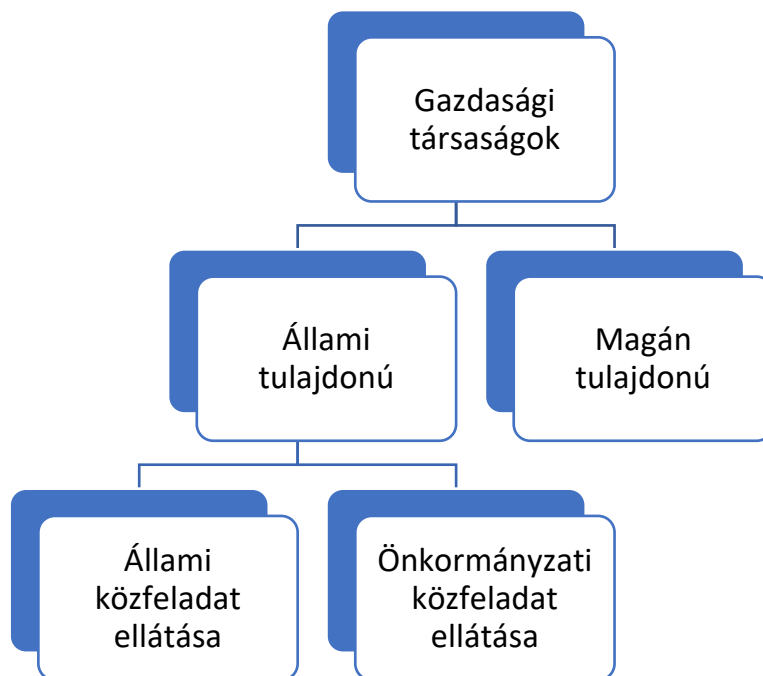 Gazdasági
társaságok
Állami
tulajdonú
Magán
tulajdonú
Állami
közfeladat
ellátása
Önkormányzati
közfeladat
ellátása